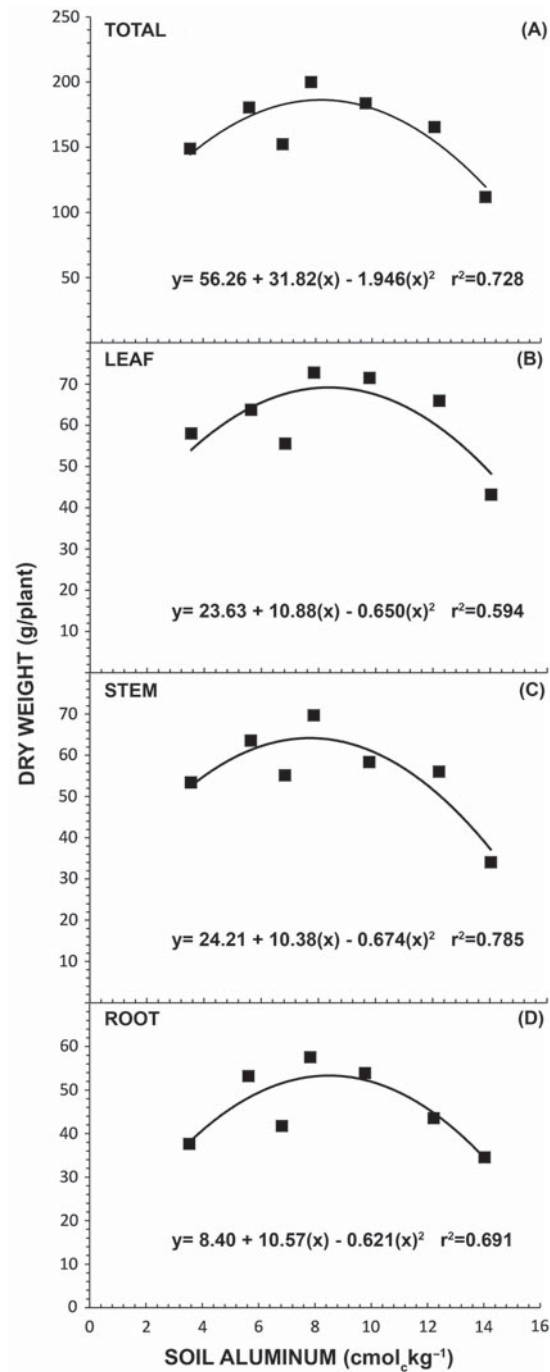 TOTAL (A)
250
200
150
100
50
y= 56.26 + 31.82(x) - 1.946(x)² r²=0.728
LEAF (B)
70
60
50
40
30
20
10
y= 23.63 + 10.88(x) - 0.650(x)² r²=0.594
STEM (C)
70
60
50
40
30
20
10
y= 24.21 + 10.38(x) - 0.674(x)² r²=0.785
ROOT (D)
60
50
40
30
20
10
0
y= 8.40 + 10.57(x) - 0.621(x)² r²=0.691
0 2 4 6 8 10 12 14 16
DRY WEIGHT (g/plant)
SOIL ALUMINUM (cmol꜀kg⁻¹)